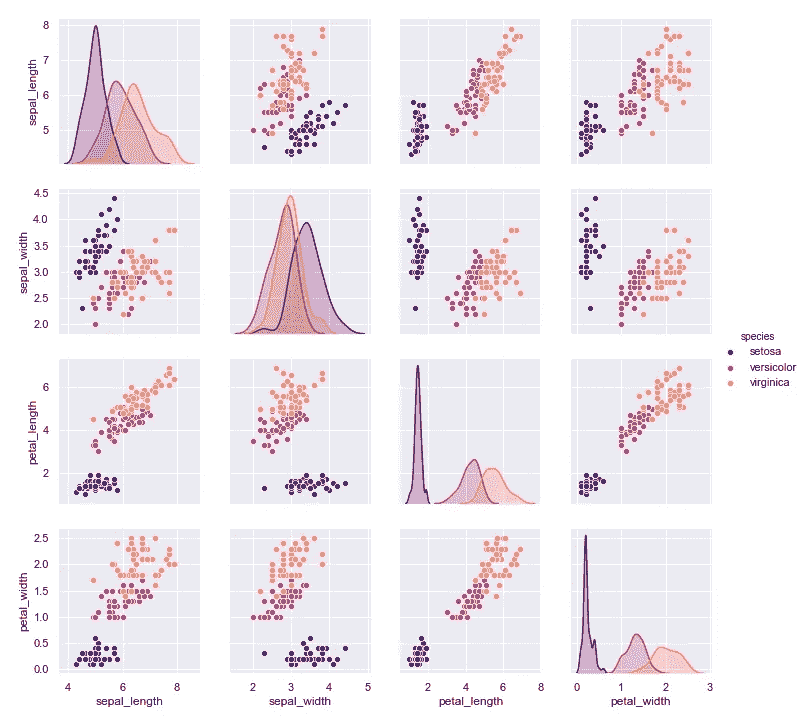 8
7
6
5
sepal_length
4.5
4.0
3.5
3.0
2.5
2.0
sepal_width
species
setosa
versicolor
virginica
6
4
2
petal_length
2.5
2.0
1.5
1.0
0.5
0.0
petal_width
4 6 8
2 3 4 5
2 4 6 8
0 1 2 3
sepal_length sepal_width petal_length petal_width